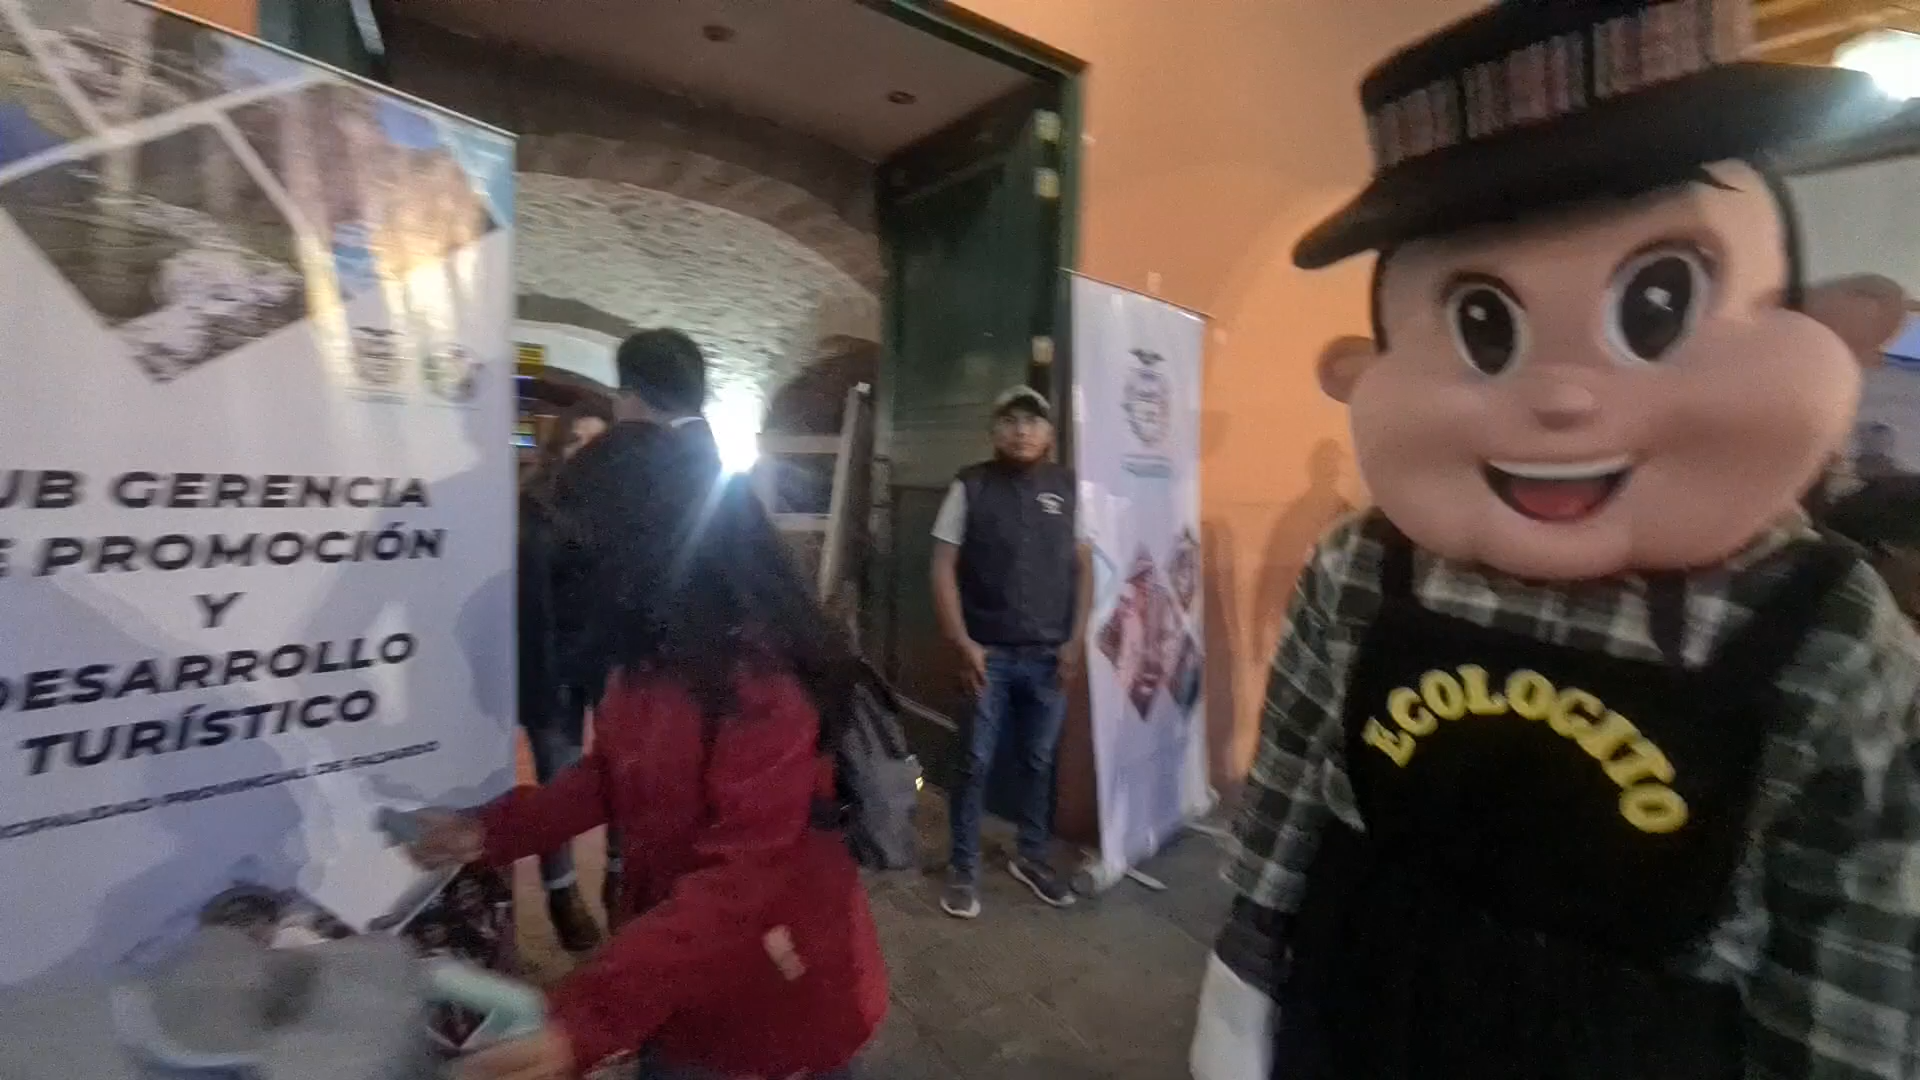 UB GERENCIA
E PROMOCIÓN
Y
DESARROLLO
TURÍSTICO
ECOLOGITO